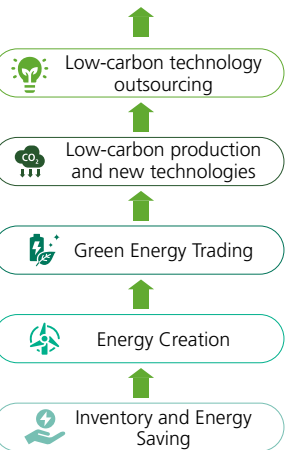 Low-carbon technology
outsourcing
CO2
Low-carbon production
and new technologies
Green Energy Trading
Energy Creation
Inventory and Energy
Saving